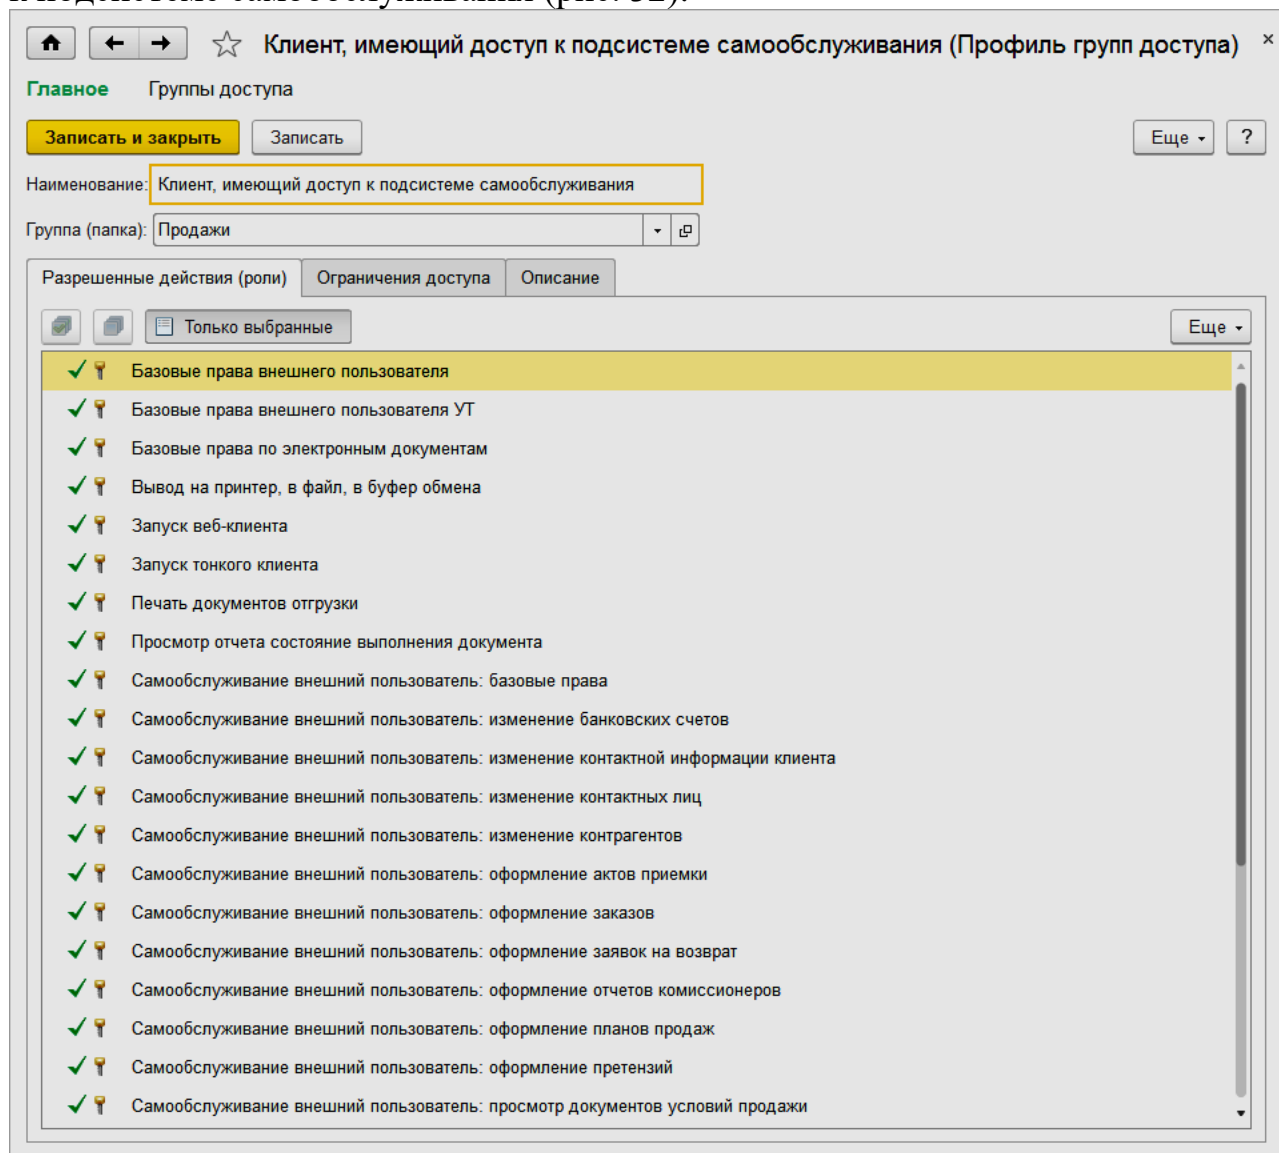 к подсистеме самообслуживания (рис. 32).
Клиент, имеющий доступ к подсистеме самообслуживания (Профиль групп доступа) ×
Главное Группы доступа
Записать и закрыть Записать Еще ?
Наименование: Клиент, имеющий доступ к подсистеме самообслуживания
Группа (папка): Продажи
Разрешенные действия (роли) Ограничения доступа Описание
Только выбранные Еще
Базовые права внешнего пользователя
Базовые права внешнего пользователя УТ
Базовые права по электронным документам
Вывод на принтер, в файл, в буфер обмена
Запуск веб-клиента
Запуск тонкого клиента
Печать документов отгрузки
Просмотр отчета состояние выполнения документа
Самообслуживание внешний пользователь: базовые права
Самообслуживание внешний пользователь: изменение банковских счетов
Самообслуживание внешний пользователь: изменение контактной информации клиента
Самообслуживание внешний пользователь: изменение контактных лиц
Самообслуживание внешний пользователь: изменение контрагентов
Самообслуживание внешний пользователь: оформление актов приемки
Самообслуживание внешний пользователь: оформление заказов
Самообслуживание внешний пользователь: оформление заявок на возврат
Самообслуживание внешний пользователь: оформление отчетов комиссионеров
Самообслуживание внешний пользователь: оформление планов продаж
Самообслуживание внешний пользователь: оформление претензий
Самообслуживание внешний пользователь: просмотр документов условий продажи